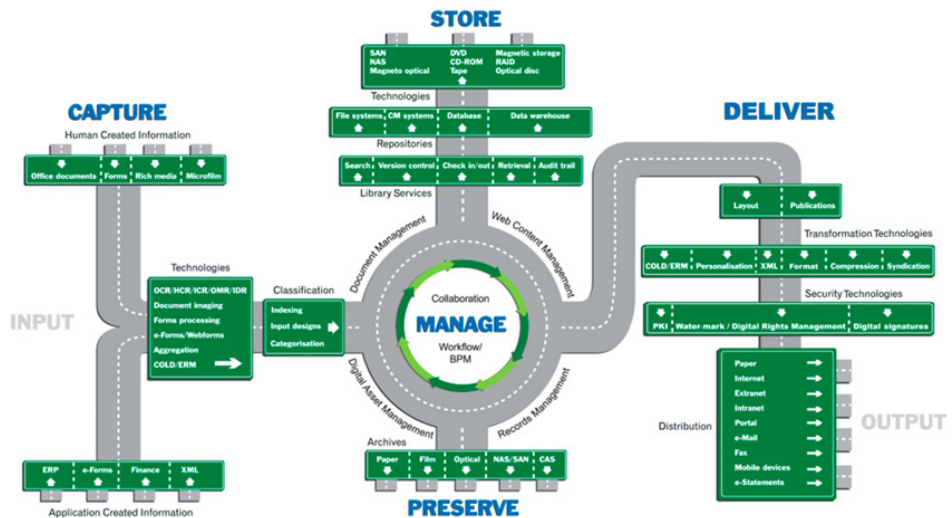 STORE
SAN DVD Magnetic storage
NAS CD-ROM RAID
Magneto optical Tape Optical disc
Technologies
File systems CM systems Database Data warehouse
Repositories
Search Version control Check in/out Retrieval Audit trail
Library Services
CAPTURE
Human Created Information
Office documents Forms Rich media Microfilm
INPUT
Technologies
OCR/HCR/ICR/OMR/IDR
Document imaging
Forms processing
e-Forms/Webforms
Aggregation
COLD/ERM
Classification
Indexing
Input designs
Categorisation
ERP e-Forms Finance XML
Application Created Information
Document Management
Web Content Management
Digital Asset Management
Records Management
Collaboration
MANAGE
Workflow/
BPM
Archives
Paper Film Optical NAS/SAN CAS
PRESERVE
DELIVER
Layout Publications
Transformation Technologies
COLD/ERM Personalisation XML Format Compression Syndication
Security Technologies
PKI Water-mark / Digital Rights Management Digital signatures
Distribution
Paper
Internet
Extranet
Intranet
Portal
e-Mail
Fax
Mobile devices
e-Statements
OUTPUT